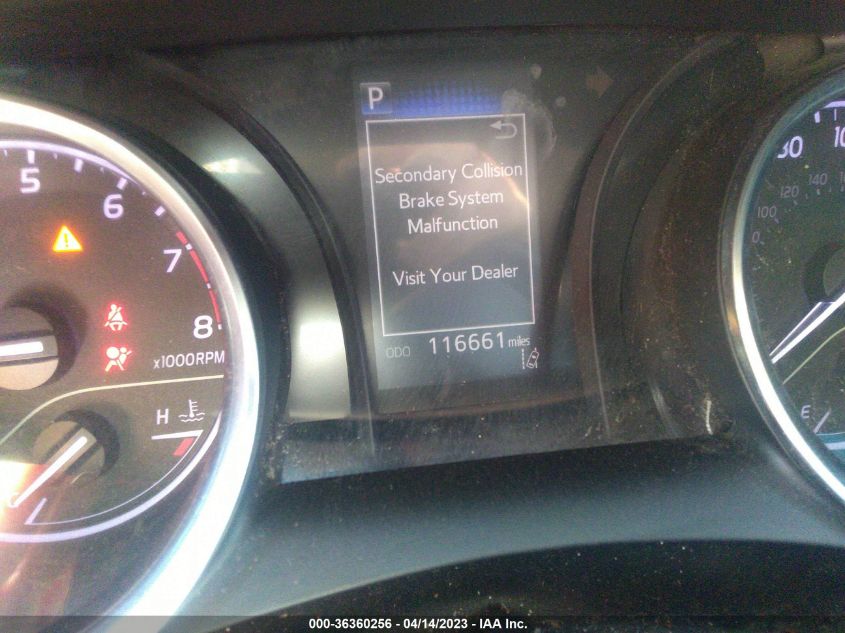 P
Secondary Collision
Brake System
Malfunction
Visit Your Dealer
ODO 116661 miles
5
6
7
8
x1000RPM
H
80
100
120
140
E
000-36360256 - 04/14/2023 - IAA Inc.